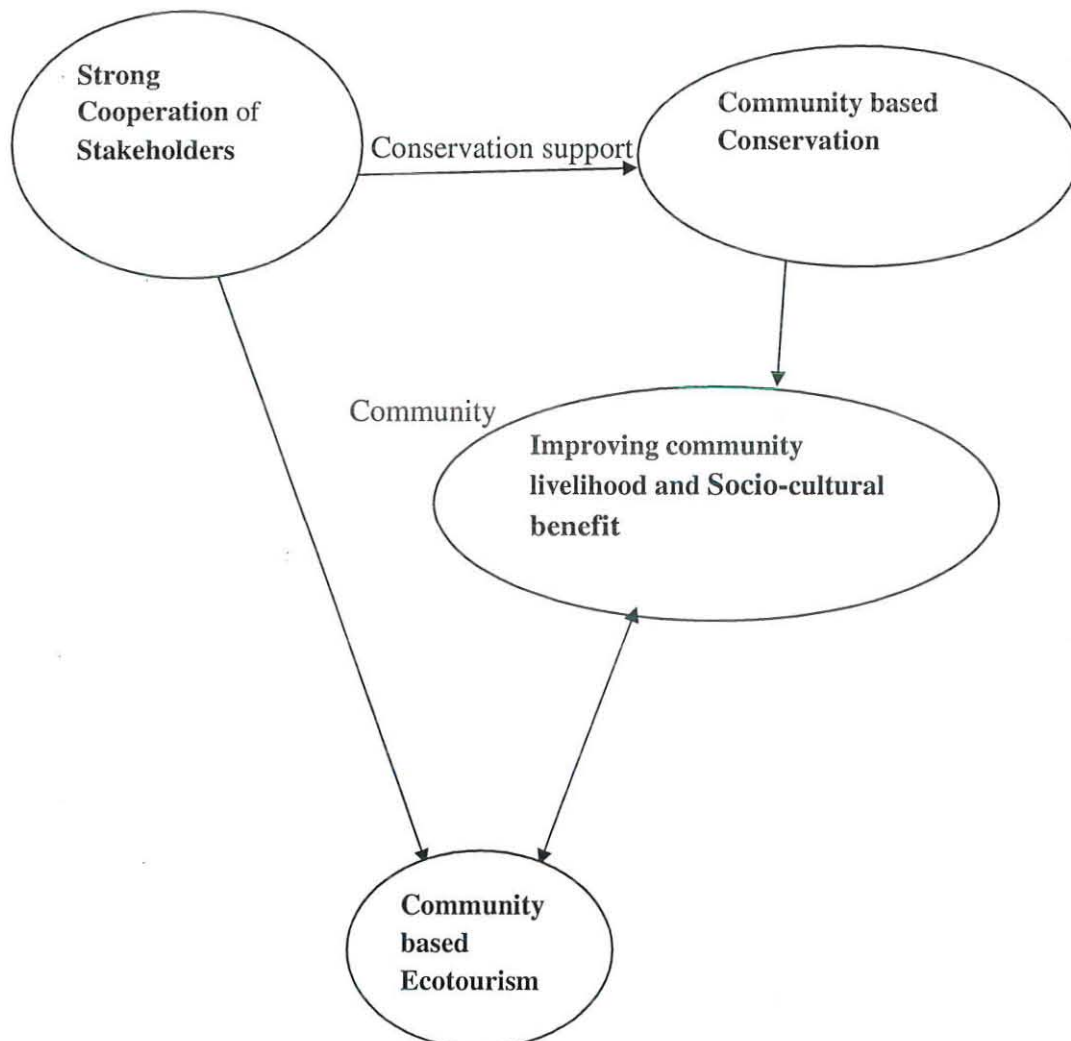 Strong
Cooperation of
Stakeholders
Conservation support
Community based
Conservation
Community
Improving community
livelihood and Socio-cultural
benefit
Community
based
Ecotourism